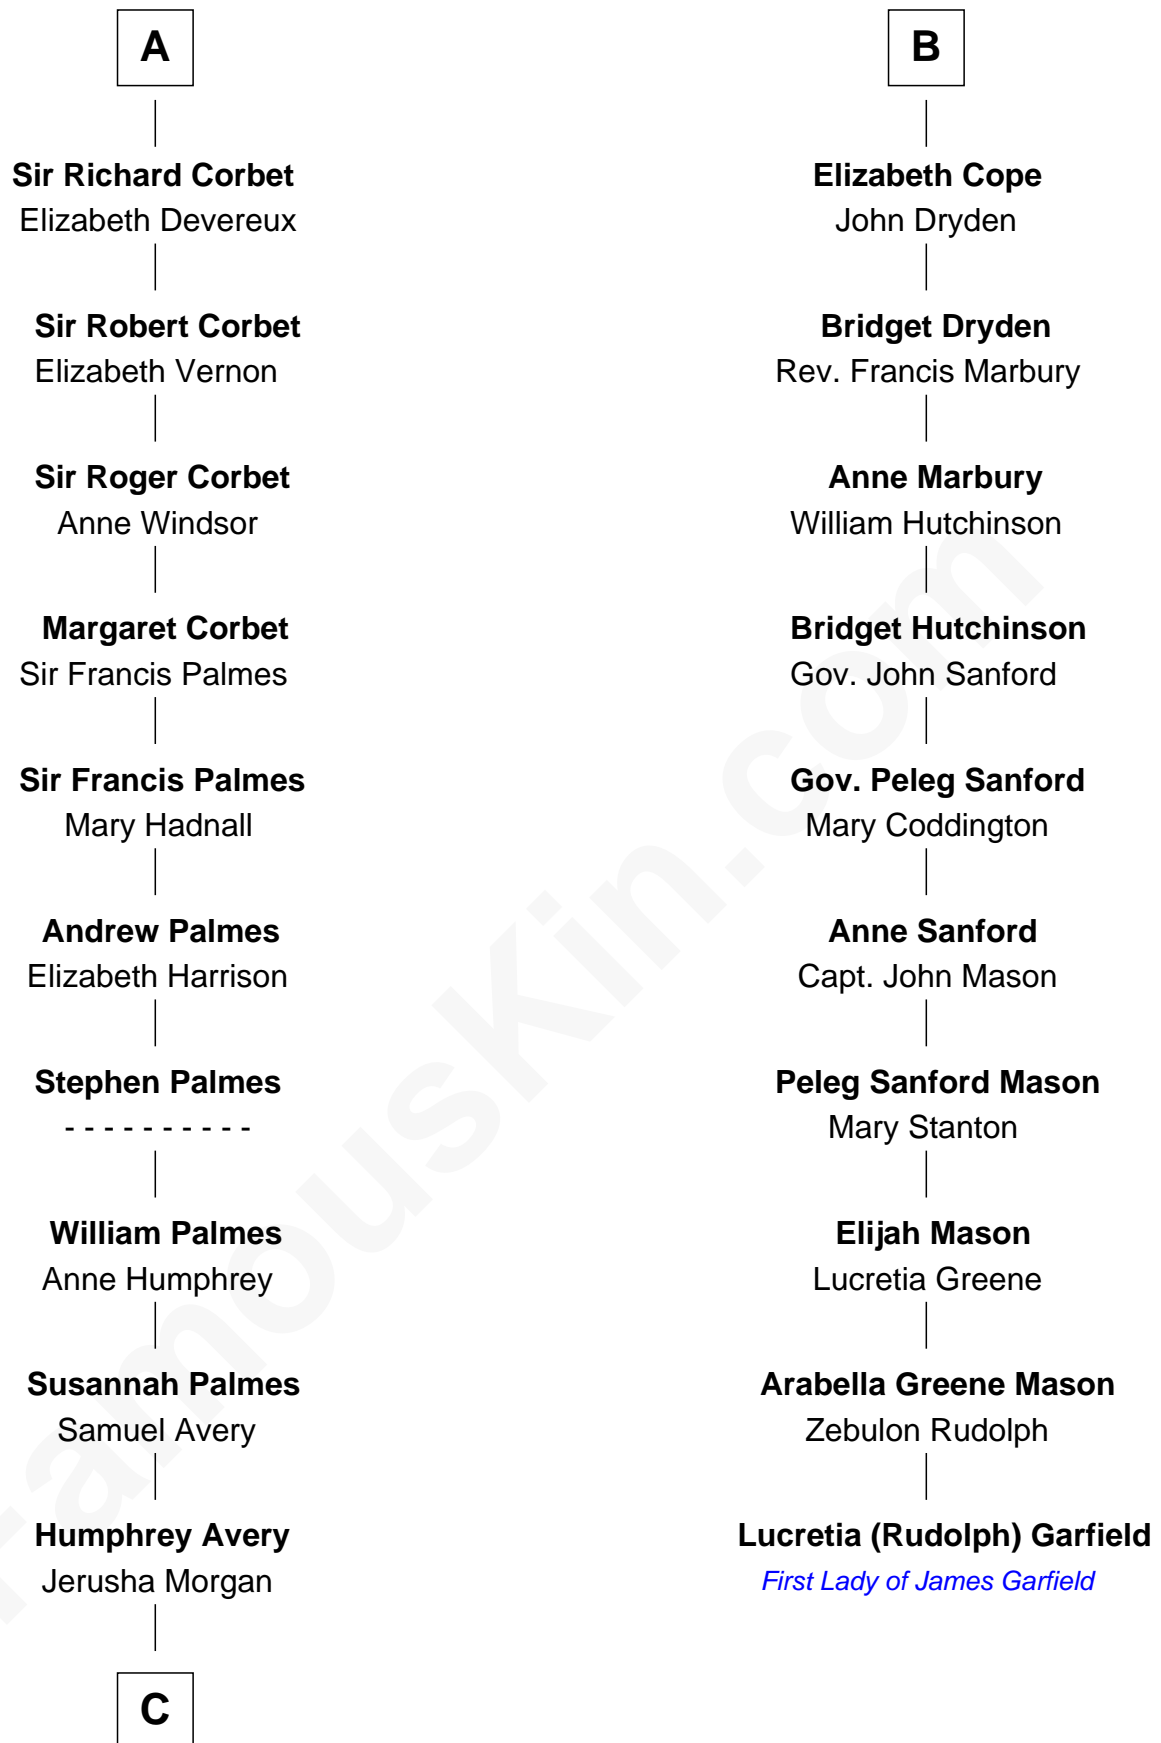 A
Sir Richard Corbet
Elizabeth Devereux
Sir Robert Corbet
Elizabeth Vernon
Sir Roger Corbet
Anne Windsor
Margaret Corbet
Sir Francis Palmes
Sir Francis Palmes
Mary Hadnall
Andrew Palmes
Elizabeth Harrison
Stephen Palmes
- - - - - - - - - -
William Palmes
Anne Humphrey
Susannah Palmes
Samuel Avery
Humphrey Avery
Jerusha Morgan
C
B
Elizabeth Cope
John Dryden
Bridget Dryden
Rev. Francis Marbury
Anne Marbury
William Hutchinson
Bridget Hutchinson
Gov. John Sanford
Gov. Peleg Sanford
Mary Coddington
Anne Sanford
Capt. John Mason
Peleg Sanford Mason
Mary Stanton
Elijah Mason
Lucretia Greene
Arabella Greene Mason
Zebulon Rudolph
Lucretia (Rudolph) Garfield
First Lady of James Garfield
FamousKin.com